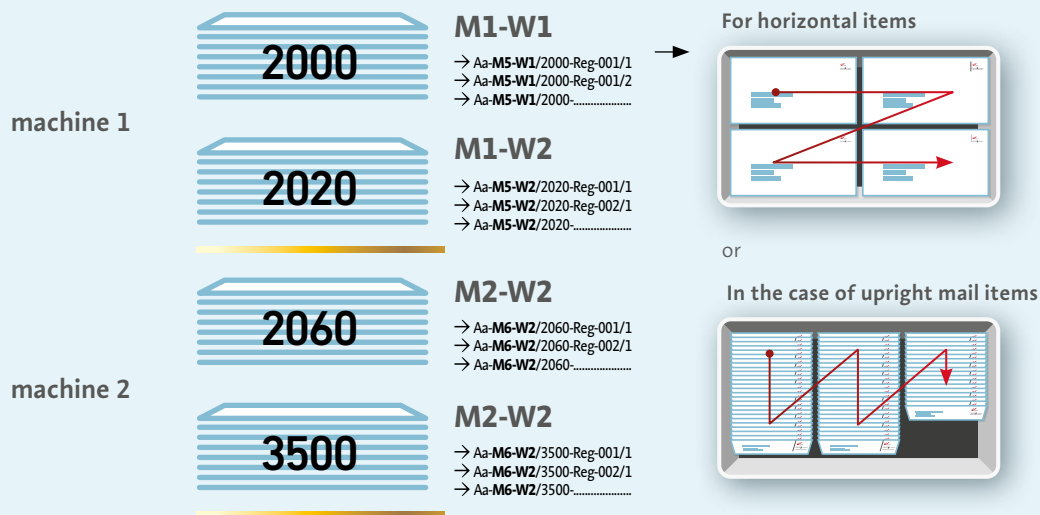 machine 1
2000
M1-W1
→ Aa-M5-W1/2000-Reg-001/1
→ Aa-M5-W1/2000-Reg-001/2
→ Aa-M5-W1/2000-.....................
2020
M1-W2
→ Aa-M5-W2/2020-Reg-001/1
→ Aa-M5-W2/2020-Reg-002/1
→ Aa-M5-W2/2020-.....................
machine 2
2060
M2-W2
→ Aa-M6-W2/2060-Reg-001/1
→ Aa-M6-W2/2060-Reg-002/1
→ Aa-M6-W2/2060-.....................
3500
M2-W2
→ Aa-M6-W2/3500-Reg-001/1
→ Aa-M6-W2/3500-Reg-002/1
→ Aa-M6-W2/3500-.....................
For horizontal items
or
In the case of upright mail items